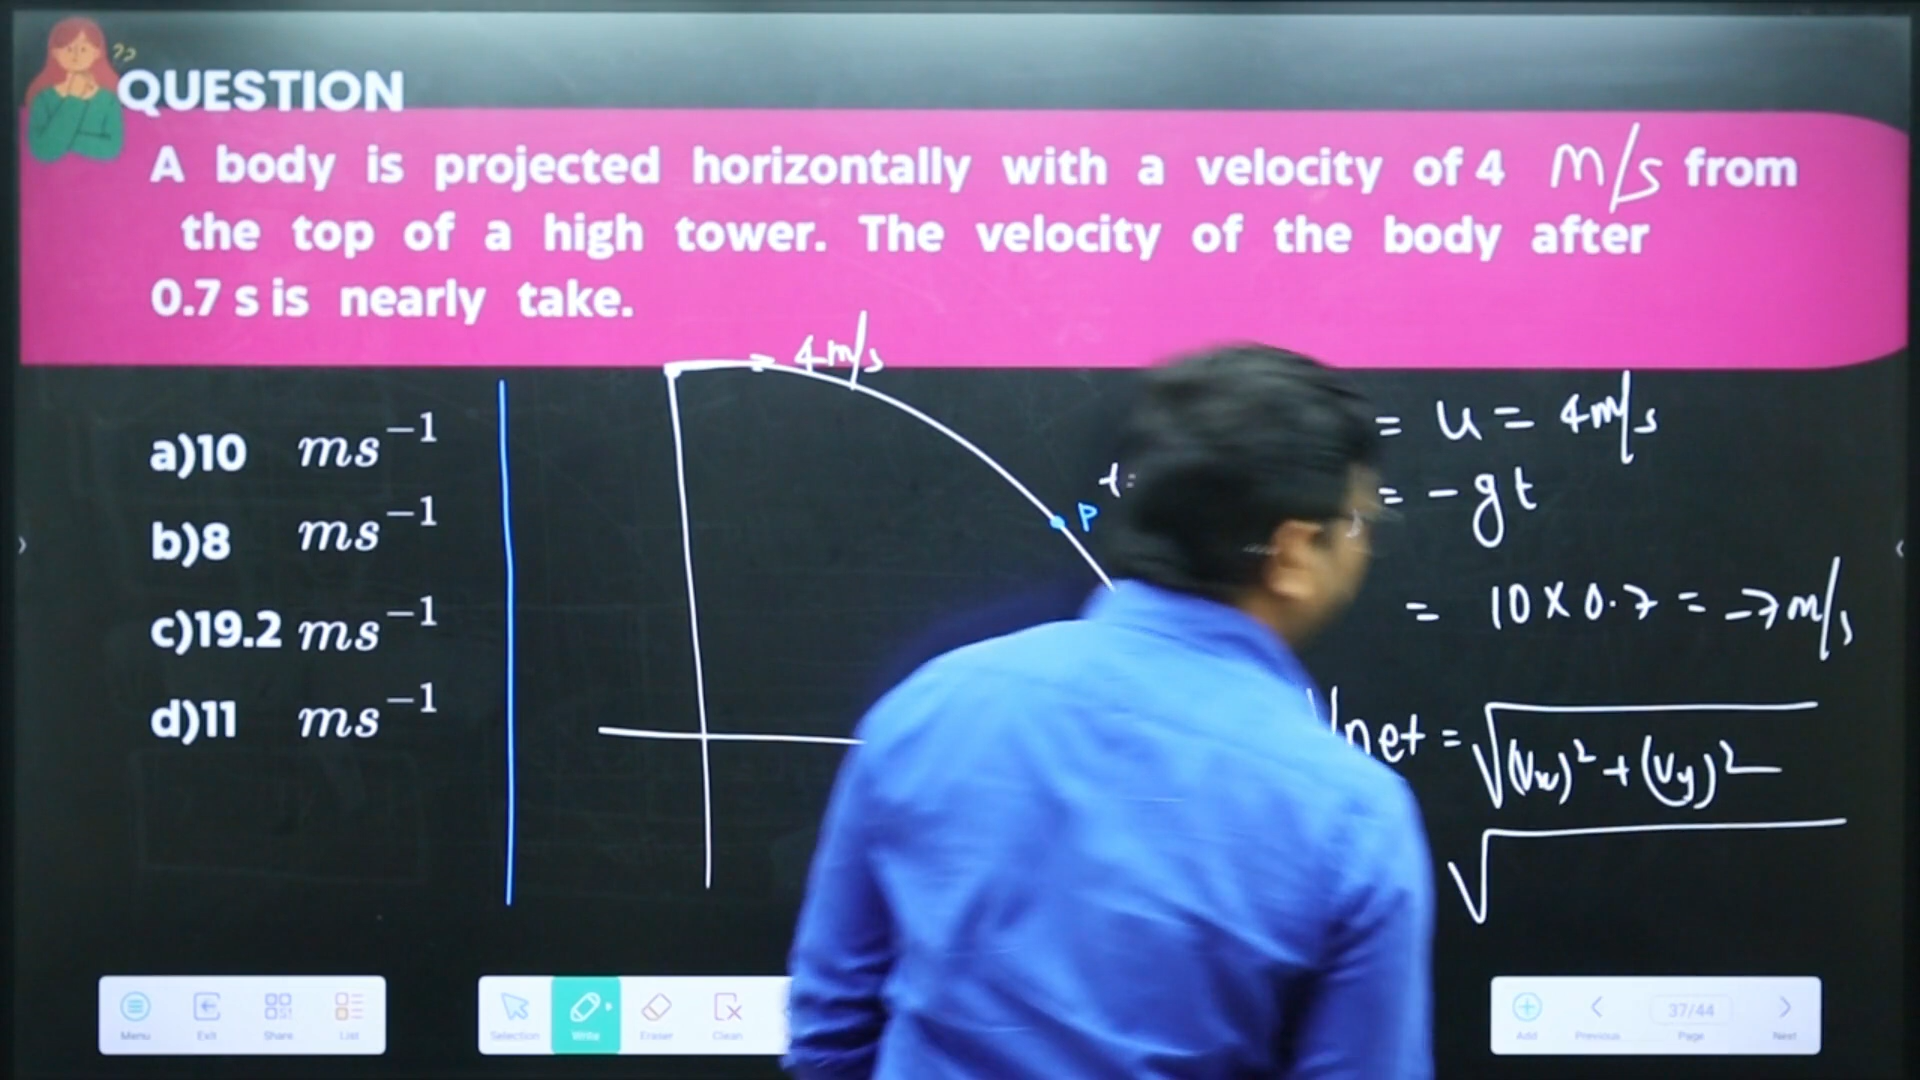 ??
QUESTION
A body is projected horizontally with a velocity of 4 m/s from
the top of a high tower. The velocity of the body after
0.7 s is nearly take.
4m/s
a)10 ms⁻¹
b)8 ms⁻¹
c)19.2 ms⁻¹
d)11 ms⁻¹
P
t=
= u = 4m/s
= -gt
= 10 x 0.7 = -7m/s
Vnet = √(Vx)² + (Vy)²
√
Menu
Exit
Share
List
Selection
Write
Eraser
Clean
Add
Previous
37/44
Page
Next